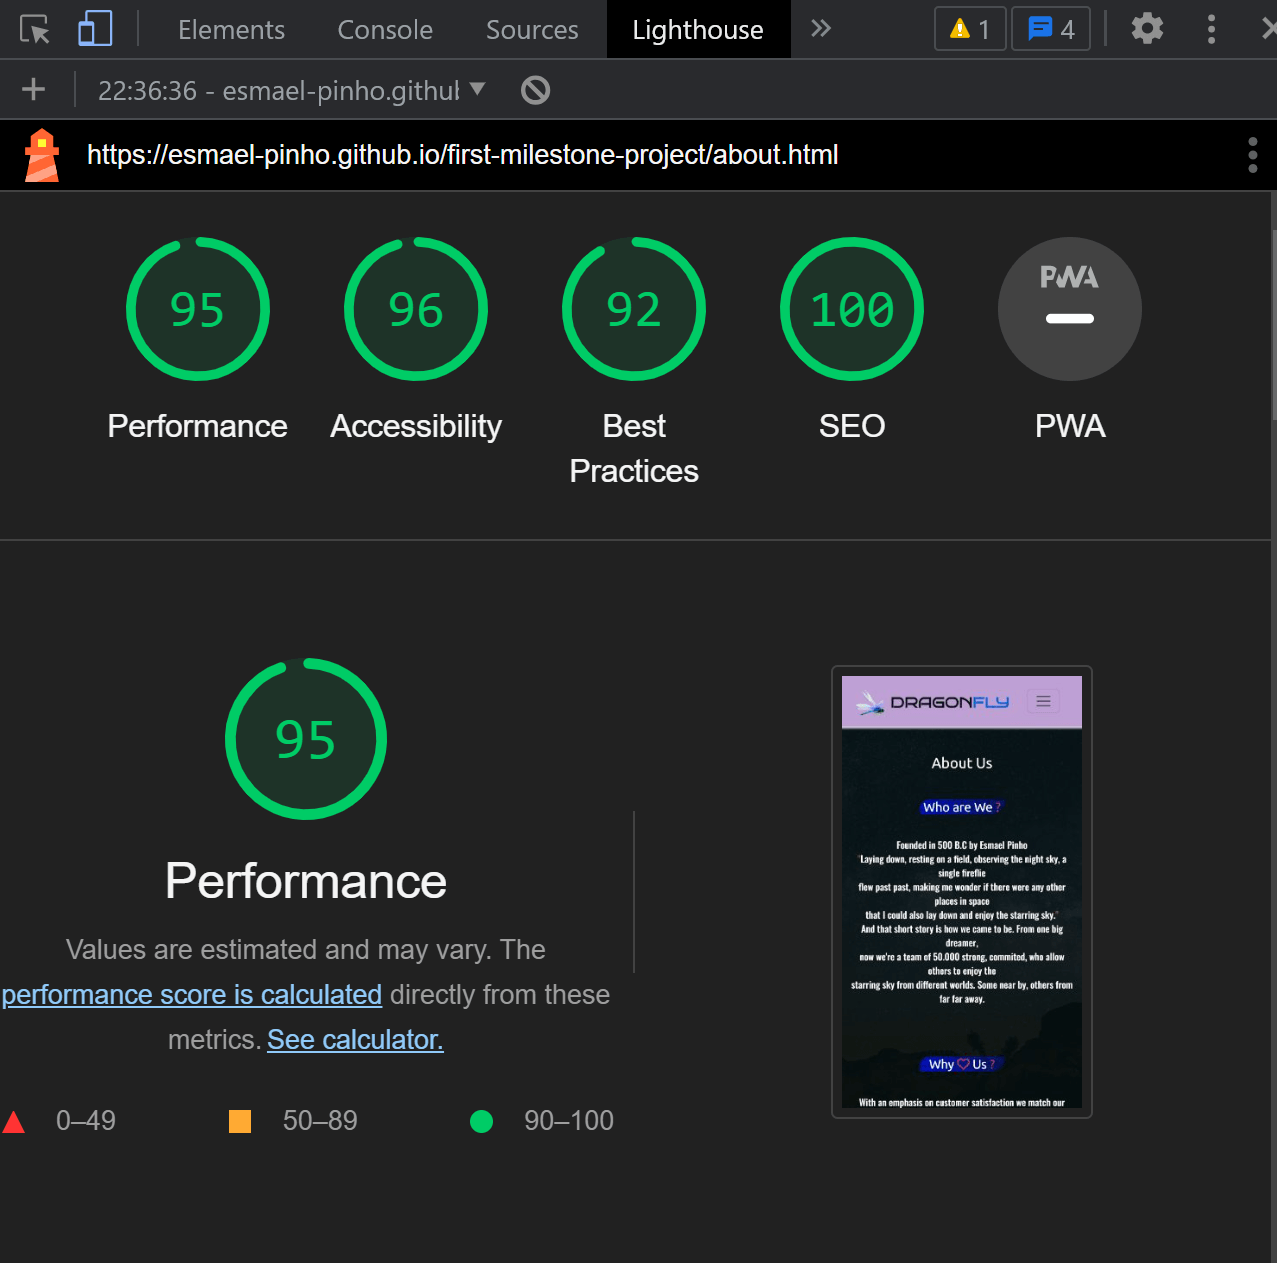 Elements Console Sources Lighthouse 1 4
22:36:36 - esmael-pinho.githul
https://esmael-pinho.github.io/first-milestone-project/about.html
95 96 92 100 PWA
Performance Accessibility Best Practices SEO PWA
95
Performance
Values are estimated and may vary. The
performance score is calculated directly from these
metrics. See calculator.
0–49 50–89 90–100
DRAGONFLY
About Us
Who are We ?
Founded in 500 B.C by Esmael Pinho
"Laying down, resting on a field, observing the night sky, a
single fireflie
flew past past, making me wonder if there were any other
places in space
that I could also lay down and enjoy the starring sky."
And that short story is how we came to be. From one big
dreamer,
now we're a team of 50.000 strong, commited, who allow
others to enjoy the
starring sky from different worlds. Some near by, others from
far far away.
Why Us ?
With an emphasis on customer satisfaction we match our